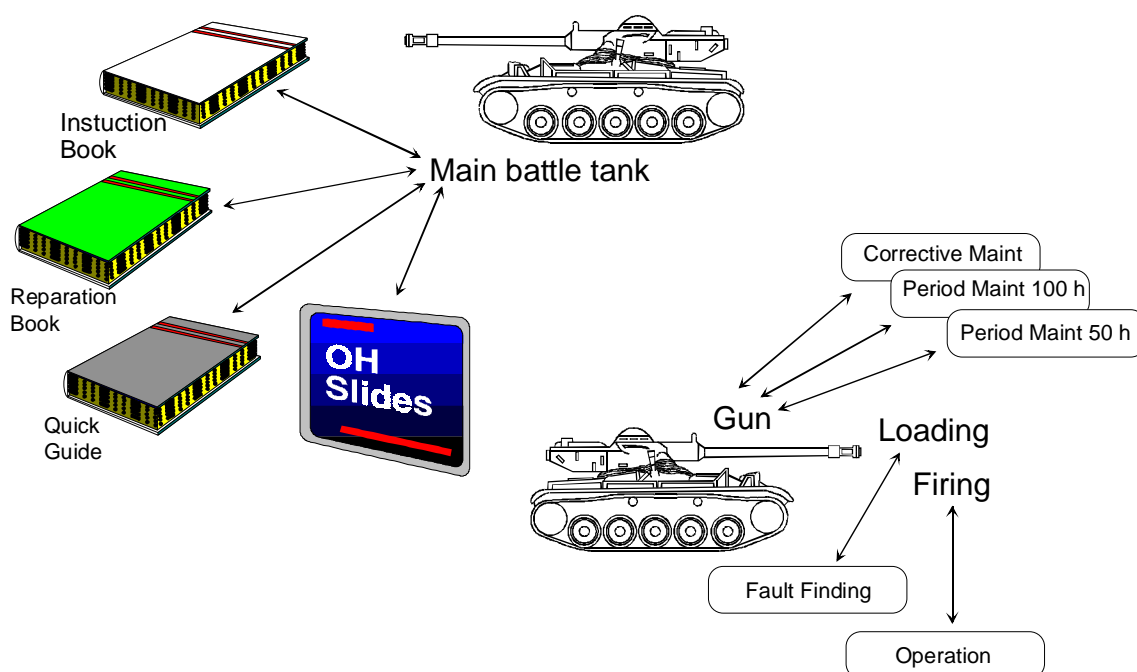 Instuction
Book
Main battle tank
Reparation
Book
OH
Slides
Quick
Guide
Corrective Maint
Period Maint 100 h
Period Maint 50 h
Gun
Loading
Firing
Fault Finding
Operation